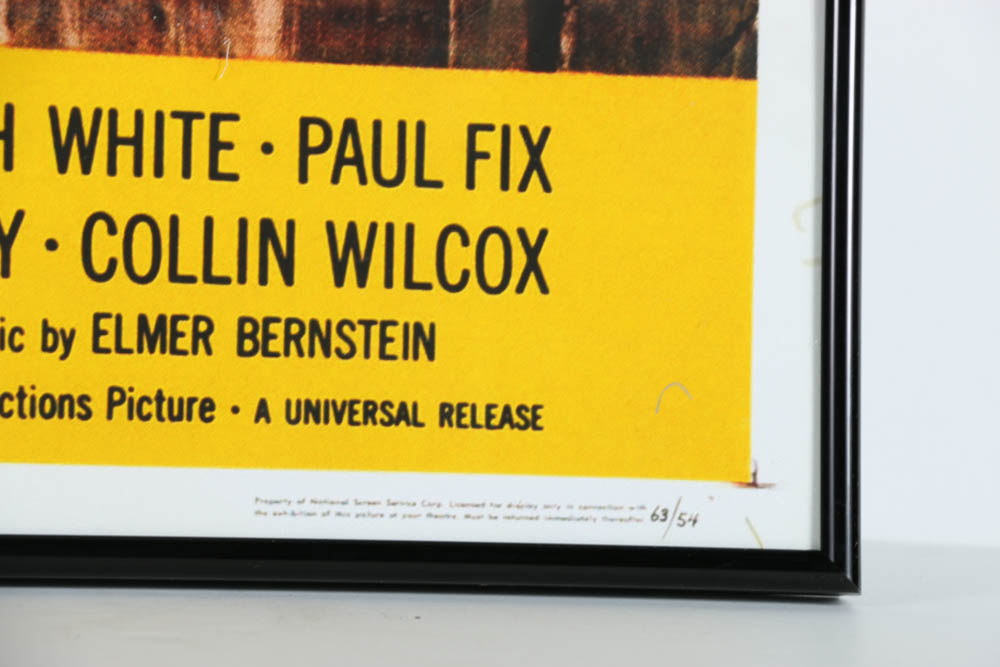 H WHITE · PAUL FIX
Y · COLLIN WILCOX
ic by ELMER BERNSTEIN
ctions Picture · A UNIVERSAL RELEASE
Property of National Screen Service Corp. Licensed for display only in connection with
the exhibition of this picture at your theatre. Must be returned immediately thereafter.
63/54